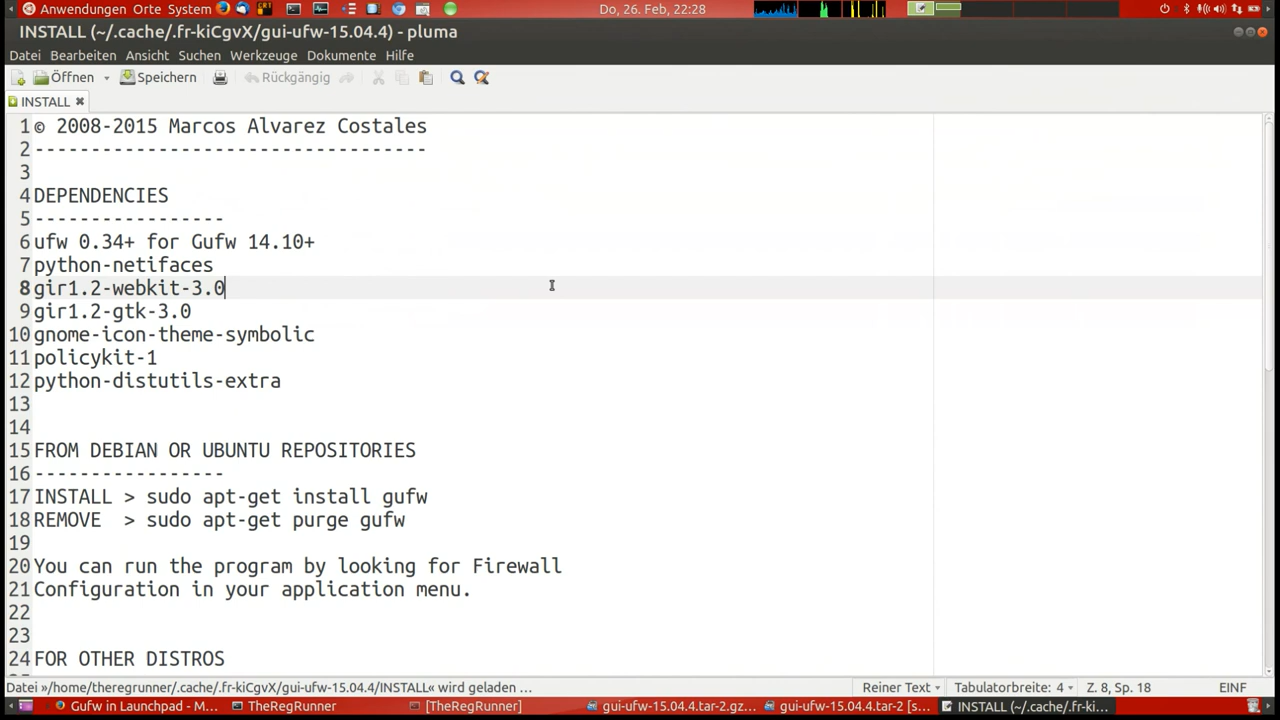 Anwendungen Orte System CRT Do, 26. Feb, 22:28
INSTALL (~/.cache/.fr-kiCgvX/gui-ufw-15.04.4) - pluma
Datei Bearbeiten Ansicht Suchen Werkzeuge Dokumente Hilfe
Öffnen Speichern Rückgängig
INSTALL
1 © 2008-2015 Marcos Alvarez Costales
2 -----------------------------------
3
4 DEPENDENCIES
5 -----------------
6 ufw 0.34+ for Gufw 14.10+
7 python-netifaces
8 gir1.2-webkit-3.0
9 gir1.2-gtk-3.0
10 gnome-icon-theme-symbolic
11 policykit-1
12 python-distutils-extra
13
14
15 FROM DEBIAN OR UBUNTU REPOSITORIES
16 -----------------
17 INSTALL > sudo apt-get install gufw
18 REMOVE  > sudo apt-get purge gufw
19
20 You can run the program by looking for Firewall
21 Configuration in your application menu.
22
23
24 FOR OTHER DISTROS
Datei »/home/theregrunner/.cache/.fr-kiCgvX/gui-ufw-15.04.4/INSTALL« wird geladen ... Reiner Text Tabulatorbreite: 4 Z. 8, Sp. 18 EINF
Gufw in Launchpad - M... TheRegRunner [TheRegRunner] gui-ufw-15.04.4.tar-2.gz... gui-ufw-15.04.4.tar-2 [s... INSTALL (~/.cache/.fr-ki...